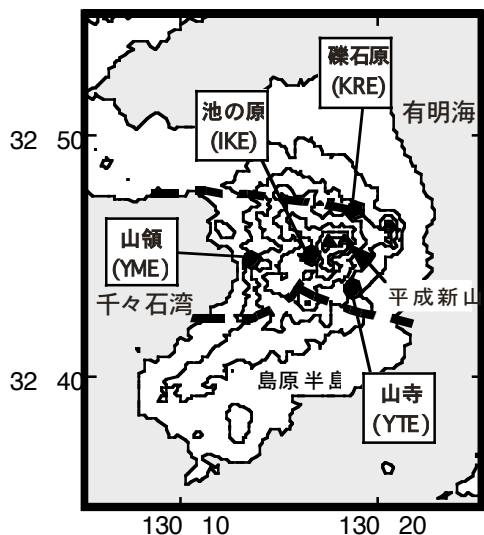 礫石原
(KRE)
池の原
(IKE)
有明海
32 50
山領
(YME)
千々石湾
平成新山
32 40
島原半島
山寺
(YTE)
130 10
130 20